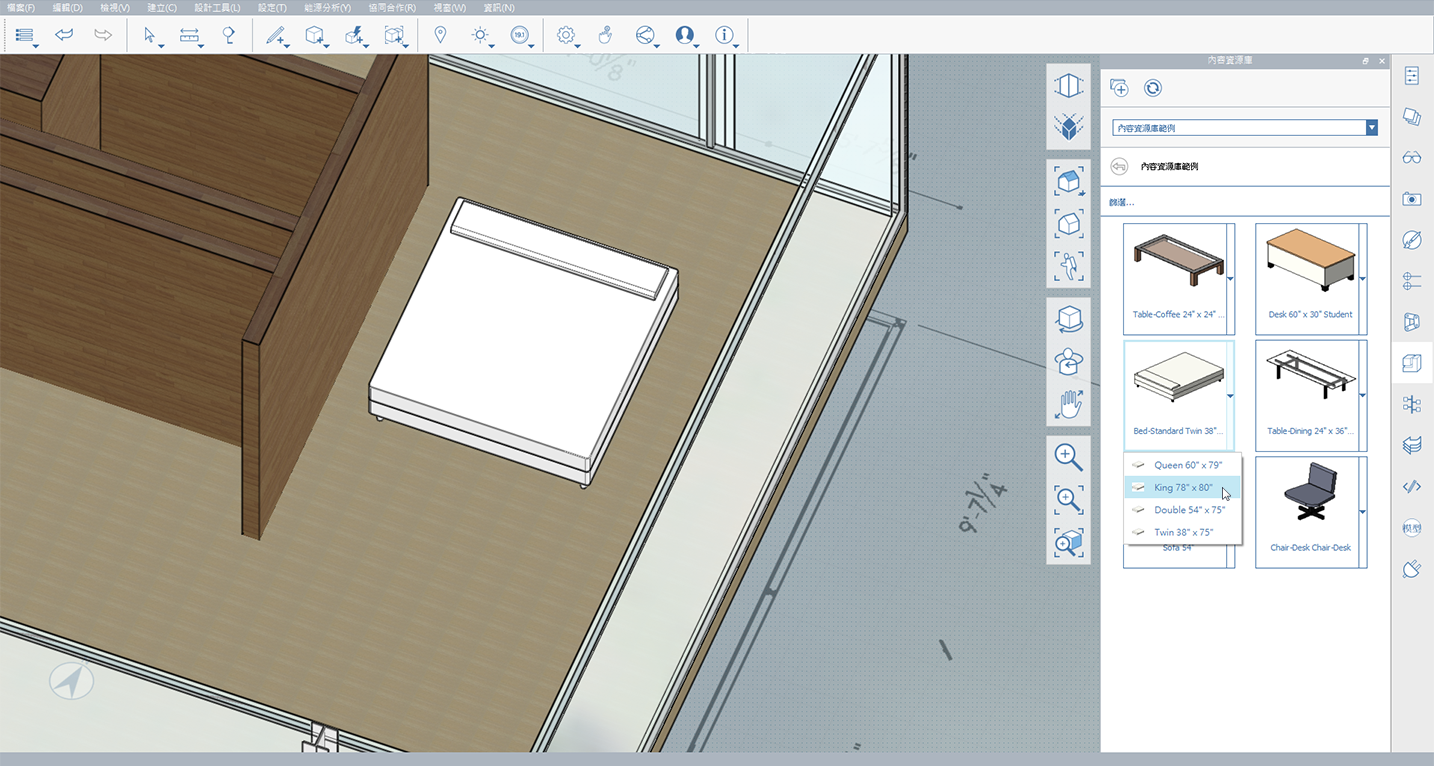 檔案(F) 編輯(D) 檢視(V) 建立(C) 設計工具(L) 設定(T) 能源分析(Y) 協同合作(R) 視窗(W) 資訊(N)
19.1
內容資源庫
內容資源庫範例
內容資源庫範例
篩選...
Table-Coffee 24" x 24" ...
Desk 60" x 30" Student
Bed-Standard Twin 38"...
Table-Dining 24" x 36"...
Queen 60" x 79"
King 78" x 80"
Double 54" x 75"
Twin 38" x 75"
Sofa 54"
Chair-Desk Chair-Desk
模型
9'-7¼"